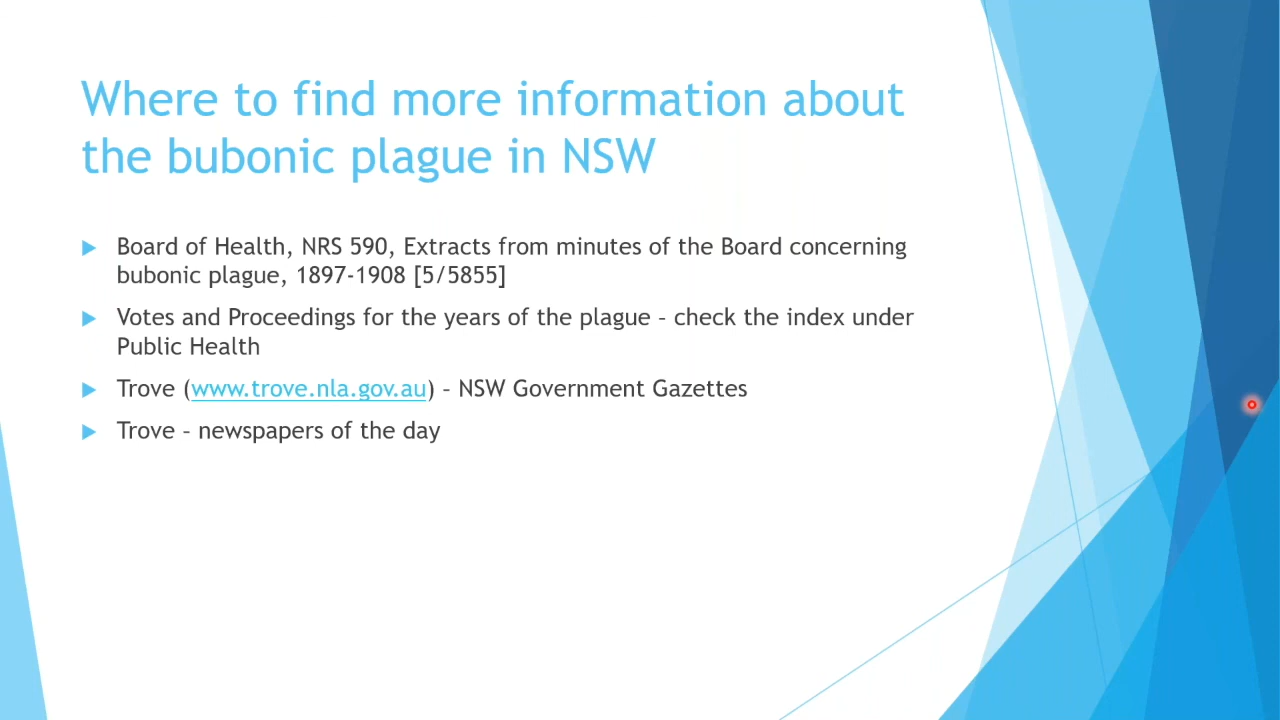 Where to find more information about
the bubonic plague in NSW
Board of Health, NRS 590, Extracts from minutes of the Board concerning
bubonic plague, 1897-1908 [5/5855]
Votes and Proceedings for the years of the plague – check the index under
Public Health
Trove (www.trove.nla.gov.au) – NSW Government Gazettes
Trove – newspapers of the day